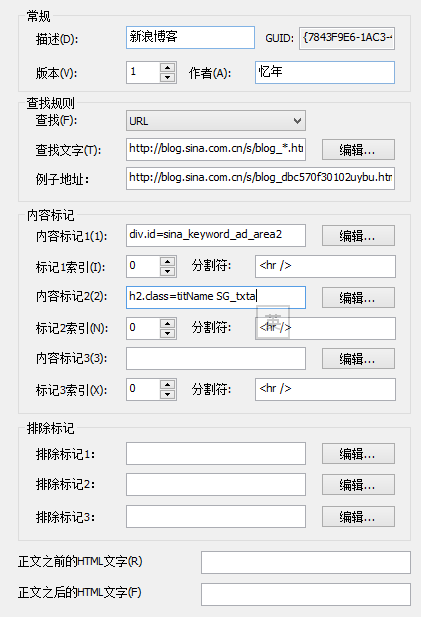 常规
描述(D): 新浪博客 GUID: {7843F9E6-1AC3-
版本(V): 1 作者(A): 忆年
查找规则
查找(F): URL
查找文字(T): http://blog.sina.com.cn/s/blog_*.htn 编辑...
例子地址: http://blog.sina.com.cn/s/blog_dbc570f30102uybu.htn
内容标记
内容标记1(1): div.id=sina_keyword_ad_area2 编辑...
标记1索引(I): 0 分割符: <hr />
内容标记2(2): h2.class=titName SG_txta 编辑...
英
标记2索引(N): 0 分割符: <hr />
内容标记3(3): 编辑...
标记3索引(X): 0 分割符: <hr />
排除标记
排除标记1: 编辑...
排除标记2: 编辑...
排除标记3: 编辑...
正文之前的HTML文字(R)
正文之后的HTML文字(F)